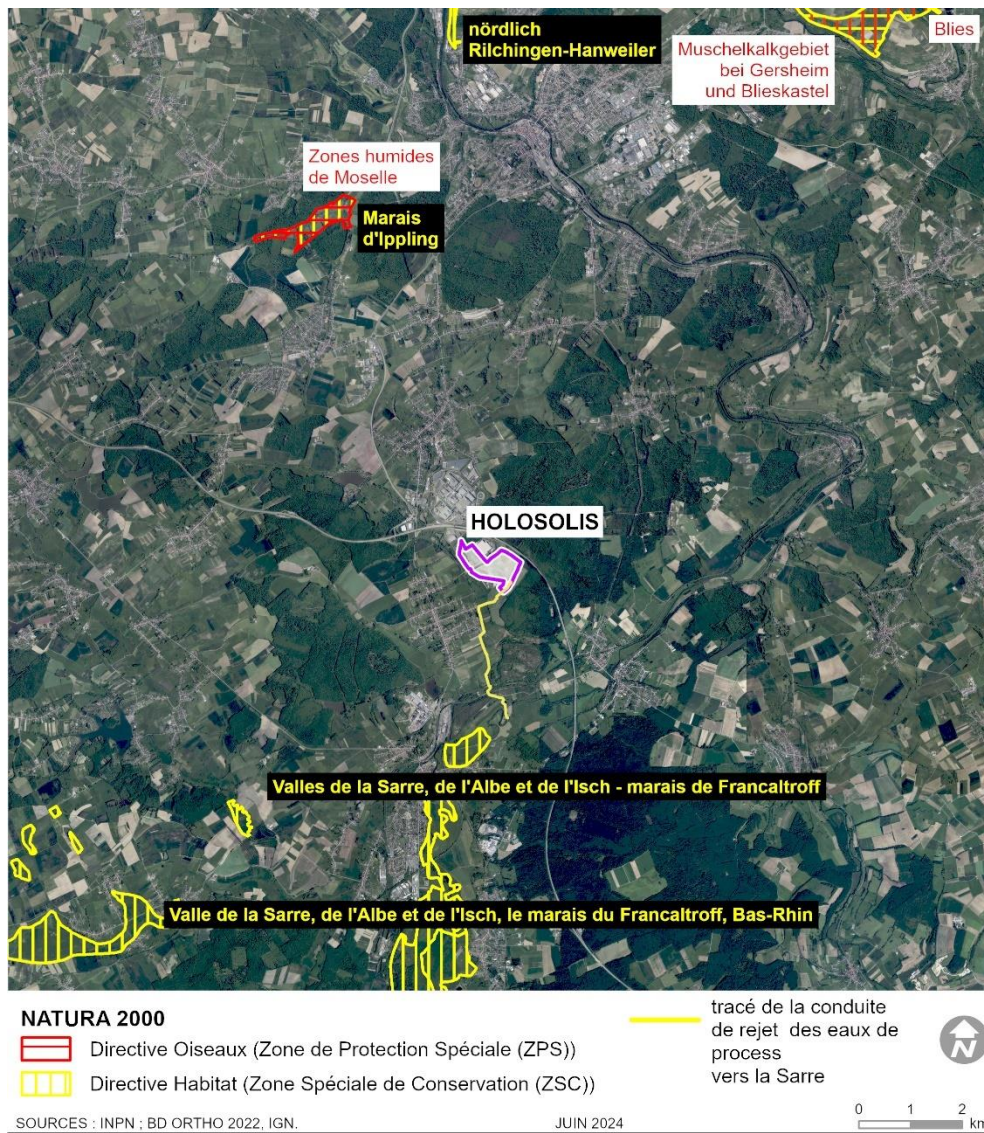 nördlich
Rilchingen-Hanweiler
Blies
Muschelkalkgebiet
bei Gersheim
und Blieskastel
Zones humides
de Moselle
Marais
d'Ippling
HOLOSOLIS
Valles de la Sarre, de l'Albe et de l'Isch - marais de Francaltroff
Valle de la Sarre, de l'Albe et de l'Isch, le marais du Francaltroff, Bas-Rhin
NATURA 2000
Directive Oiseaux (Zone de Protection Spéciale (ZPS))
Directive Habitat (Zone Spéciale de Conservation (ZSC))
tracé de la conduite
de rejet des eaux de
process
vers la Sarre
N
SOURCES : INPN ; BD ORTHO 2022, IGN.
JUIN 2024
0 1 2
km